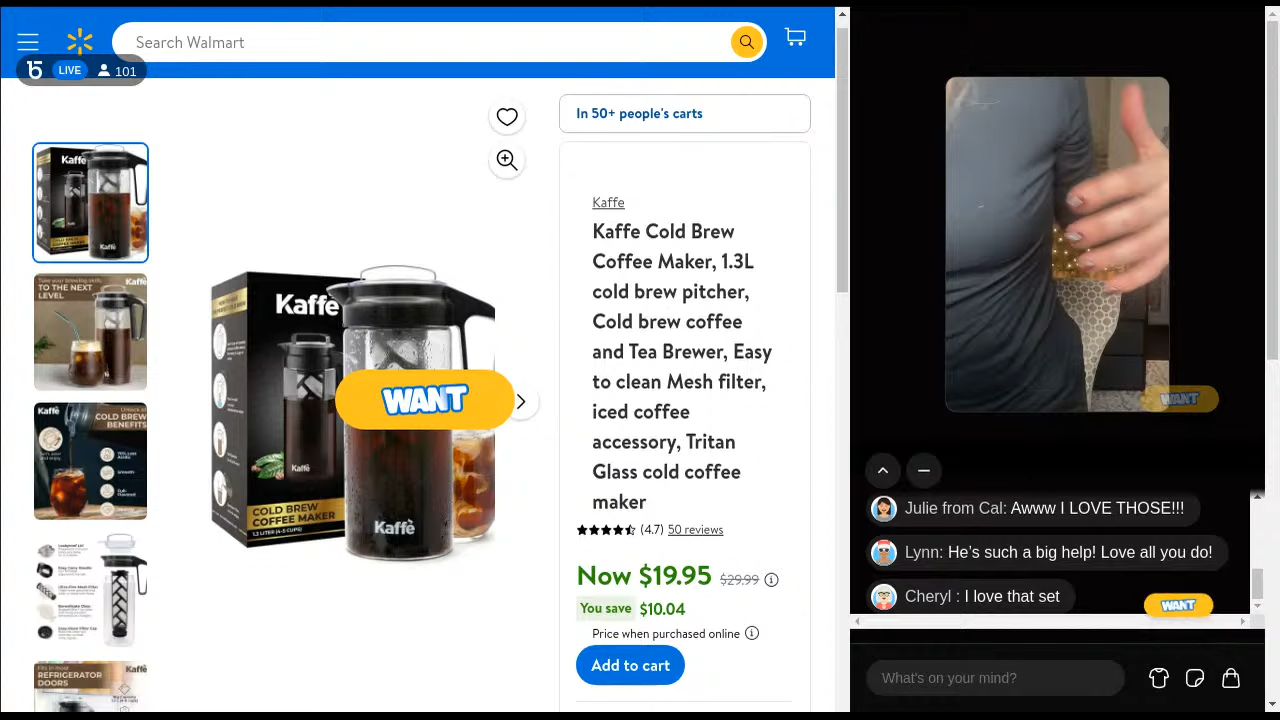 Search Walmart
LIVE
101
In 50+ people's carts
Kaffe
Kaffe Cold Brew
Coffee Maker, 1.3L
cold brew pitcher,
Cold brew coffee
and Tea Brewer, Easy
to clean Mesh filter,
iced coffee
accessory, Tritan
Glass cold coffee
maker
(4.7) 50 reviews
Now $19.95 $29.99
You save $10.04
Price when purchased online
Add to cart
Kaffe
TO THE NEXT
LEVEL
Kaffe
COLD BREW
BENEFITS
Kaffe
REFRIGERATOR
DOORS
Kaffe
Kaffe
COLD BREW
COFFEE MAKER
Kaffe
WANT
WANT
Julie from Cal: Awww I LOVE THOSE!!!
Lynn: He's such a big help! Love all you do!
Cheryl : I love that set
WANT
What's on your mind?